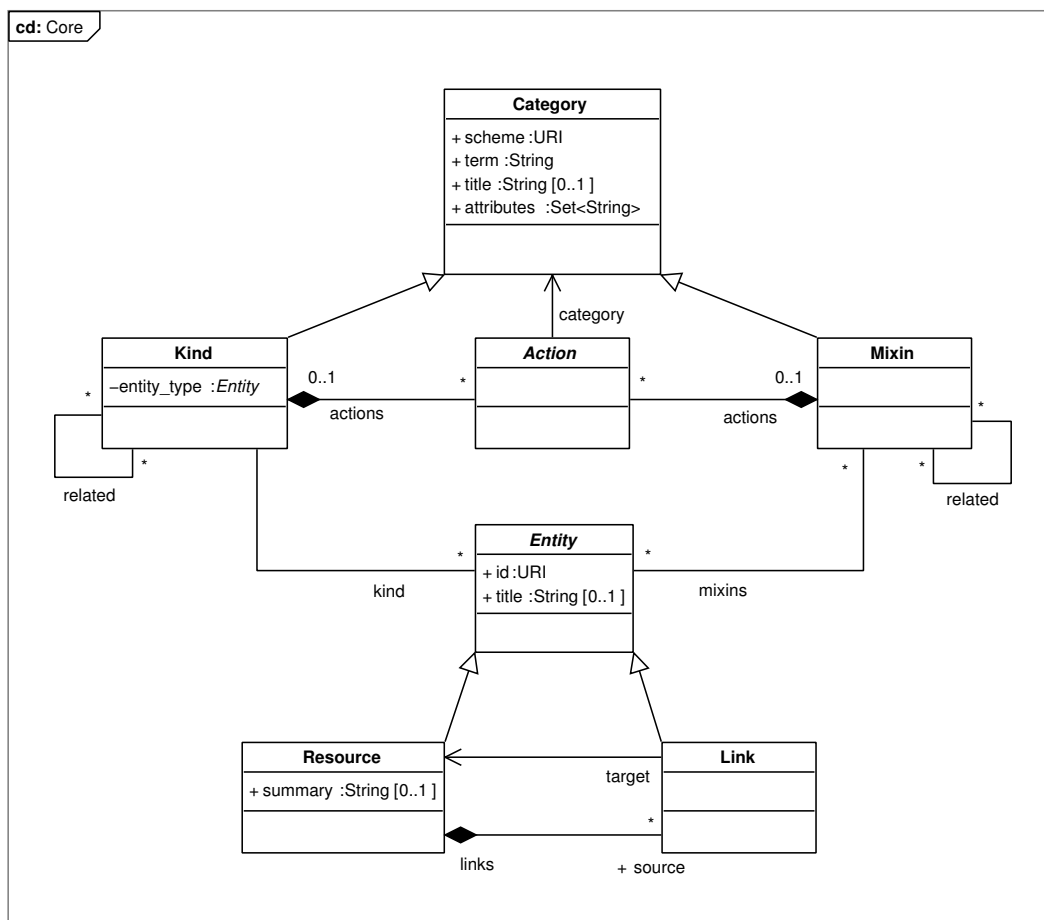 cd: Core
Category
+ scheme :URI
+ term :String
+ title :String [0..1 ]
+ attributes :Set<String>
category
Kind
Action
Mixin
–entity_type :Entity
0..1
*
*
0..1
*
*
actions
actions
*
*
*
*
related
related
Entity
*
*
+ id :URI
+ title :String [0..1 ]
kind
mixins
Resource
Link
+ summary :String [0..1 ]
target
*
links
+ source